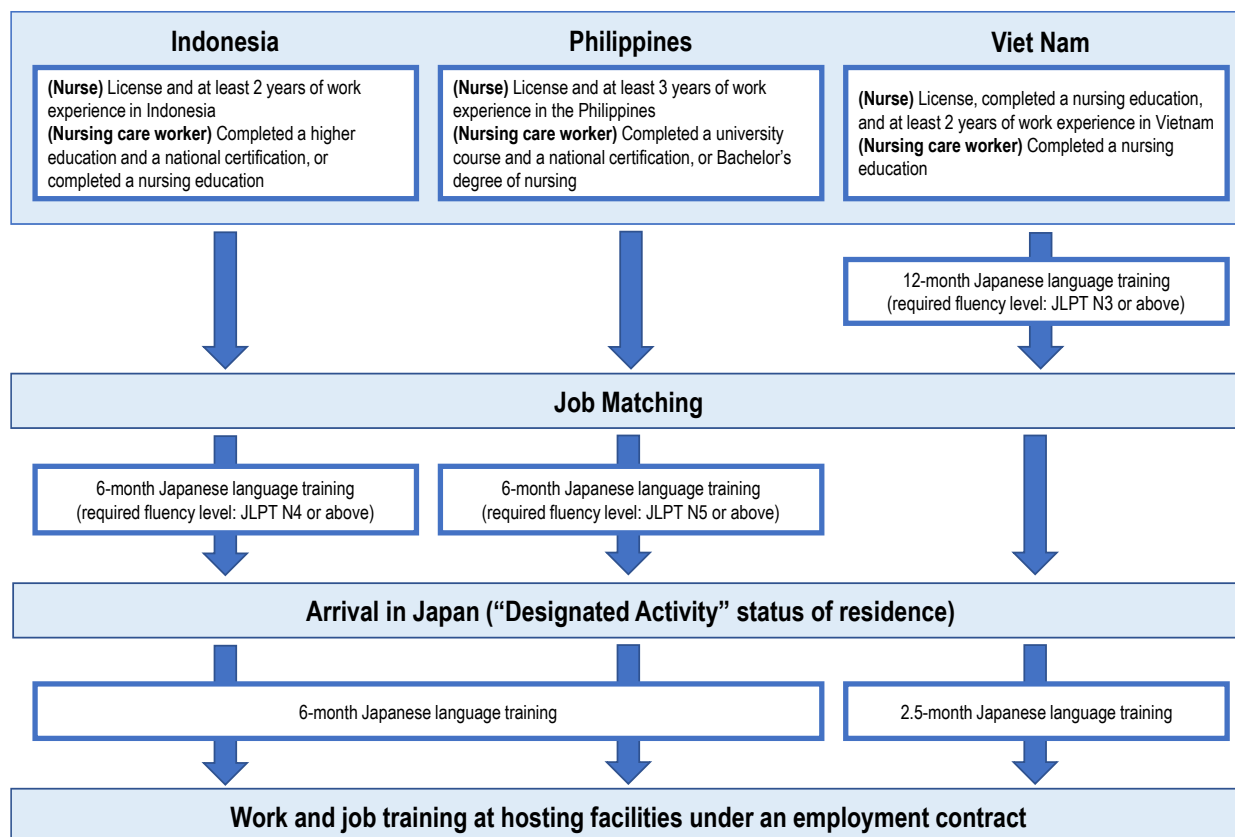 Indonesia
(Nurse) License and at least 2 years of work
experience in Indonesia
(Nursing care worker) Completed a higher
education and a national certification, or
completed a nursing education
Philippines
(Nurse) License and at least 3 years of work
experience in the Philippines
(Nursing care worker) Completed a university
course and a national certification, or Bachelor's
degree of nursing
Viet Nam
(Nurse) License, completed a nursing education,
and at least 2 years of work experience in Vietnam
(Nursing care worker) Completed a nursing
education
12-month Japanese language training
(required fluency level: JLPT N3 or above)
Job Matching
6-month Japanese language training
(required fluency level: JLPT N4 or above)
6-month Japanese language training
(required fluency level: JLPT N5 or above)
Arrival in Japan (“Designated Activity” status of residence)
6-month Japanese language training
2.5-month Japanese language training
Work and job training at hosting facilities under an employment contract